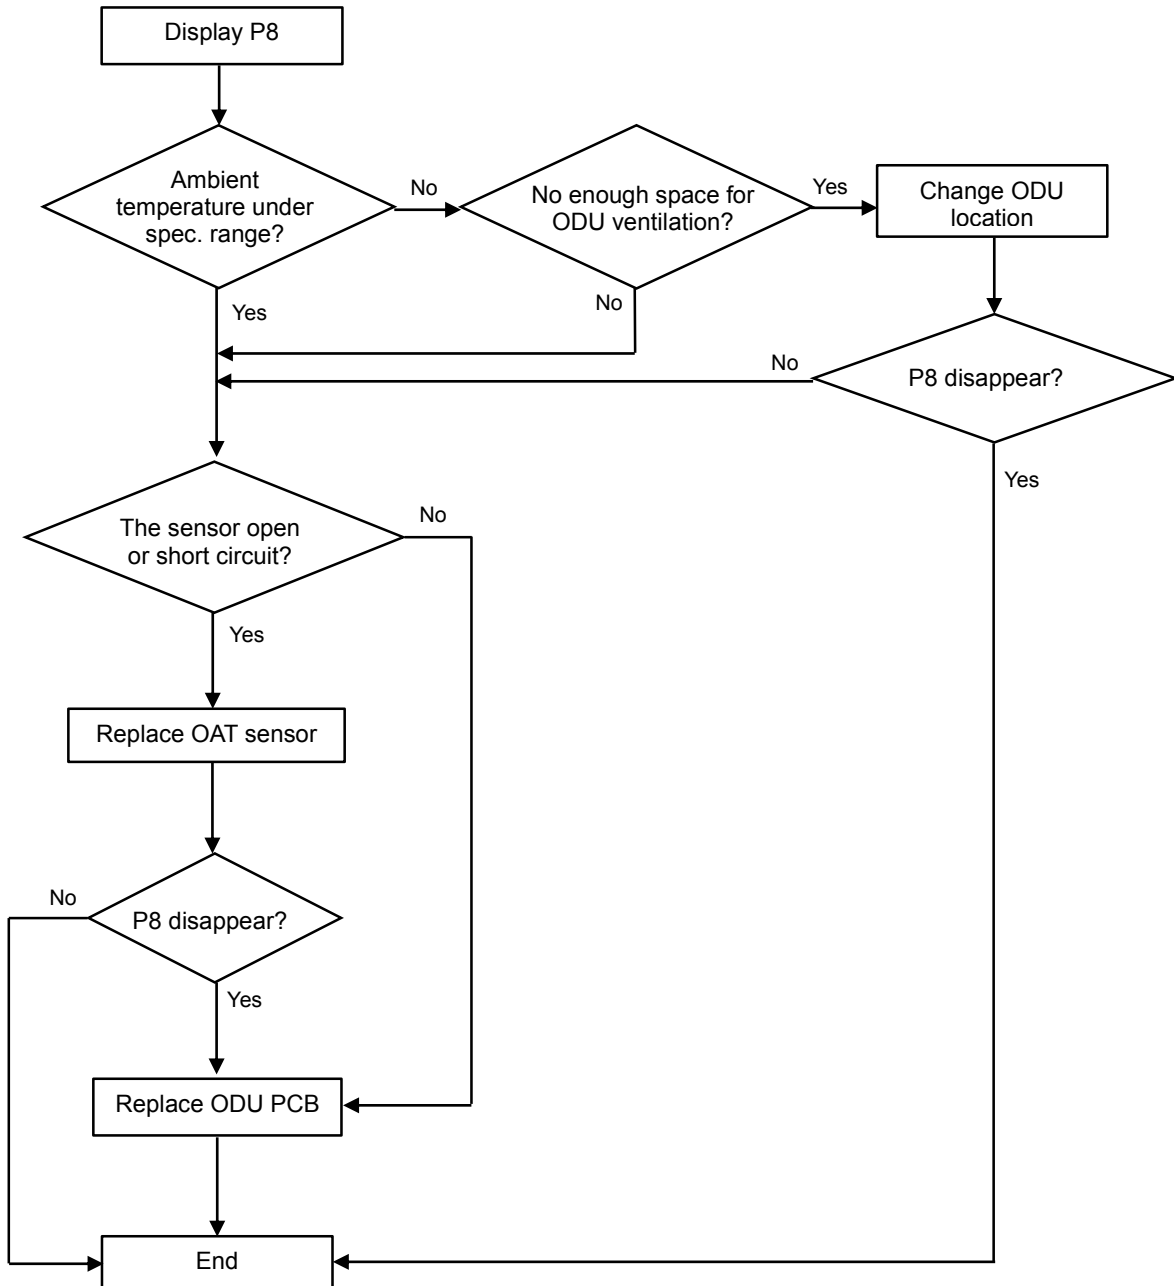 Display P8
Ambient
temperature under
spec. range?
No
No enough space for
ODU ventilation?
Yes
Change ODU
location
Yes
No
No
P8 disappear?
Yes
The sensor open
or short circuit?
No
Yes
Replace OAT sensor
No
P8 disappear?
Yes
Replace ODU PCB
End